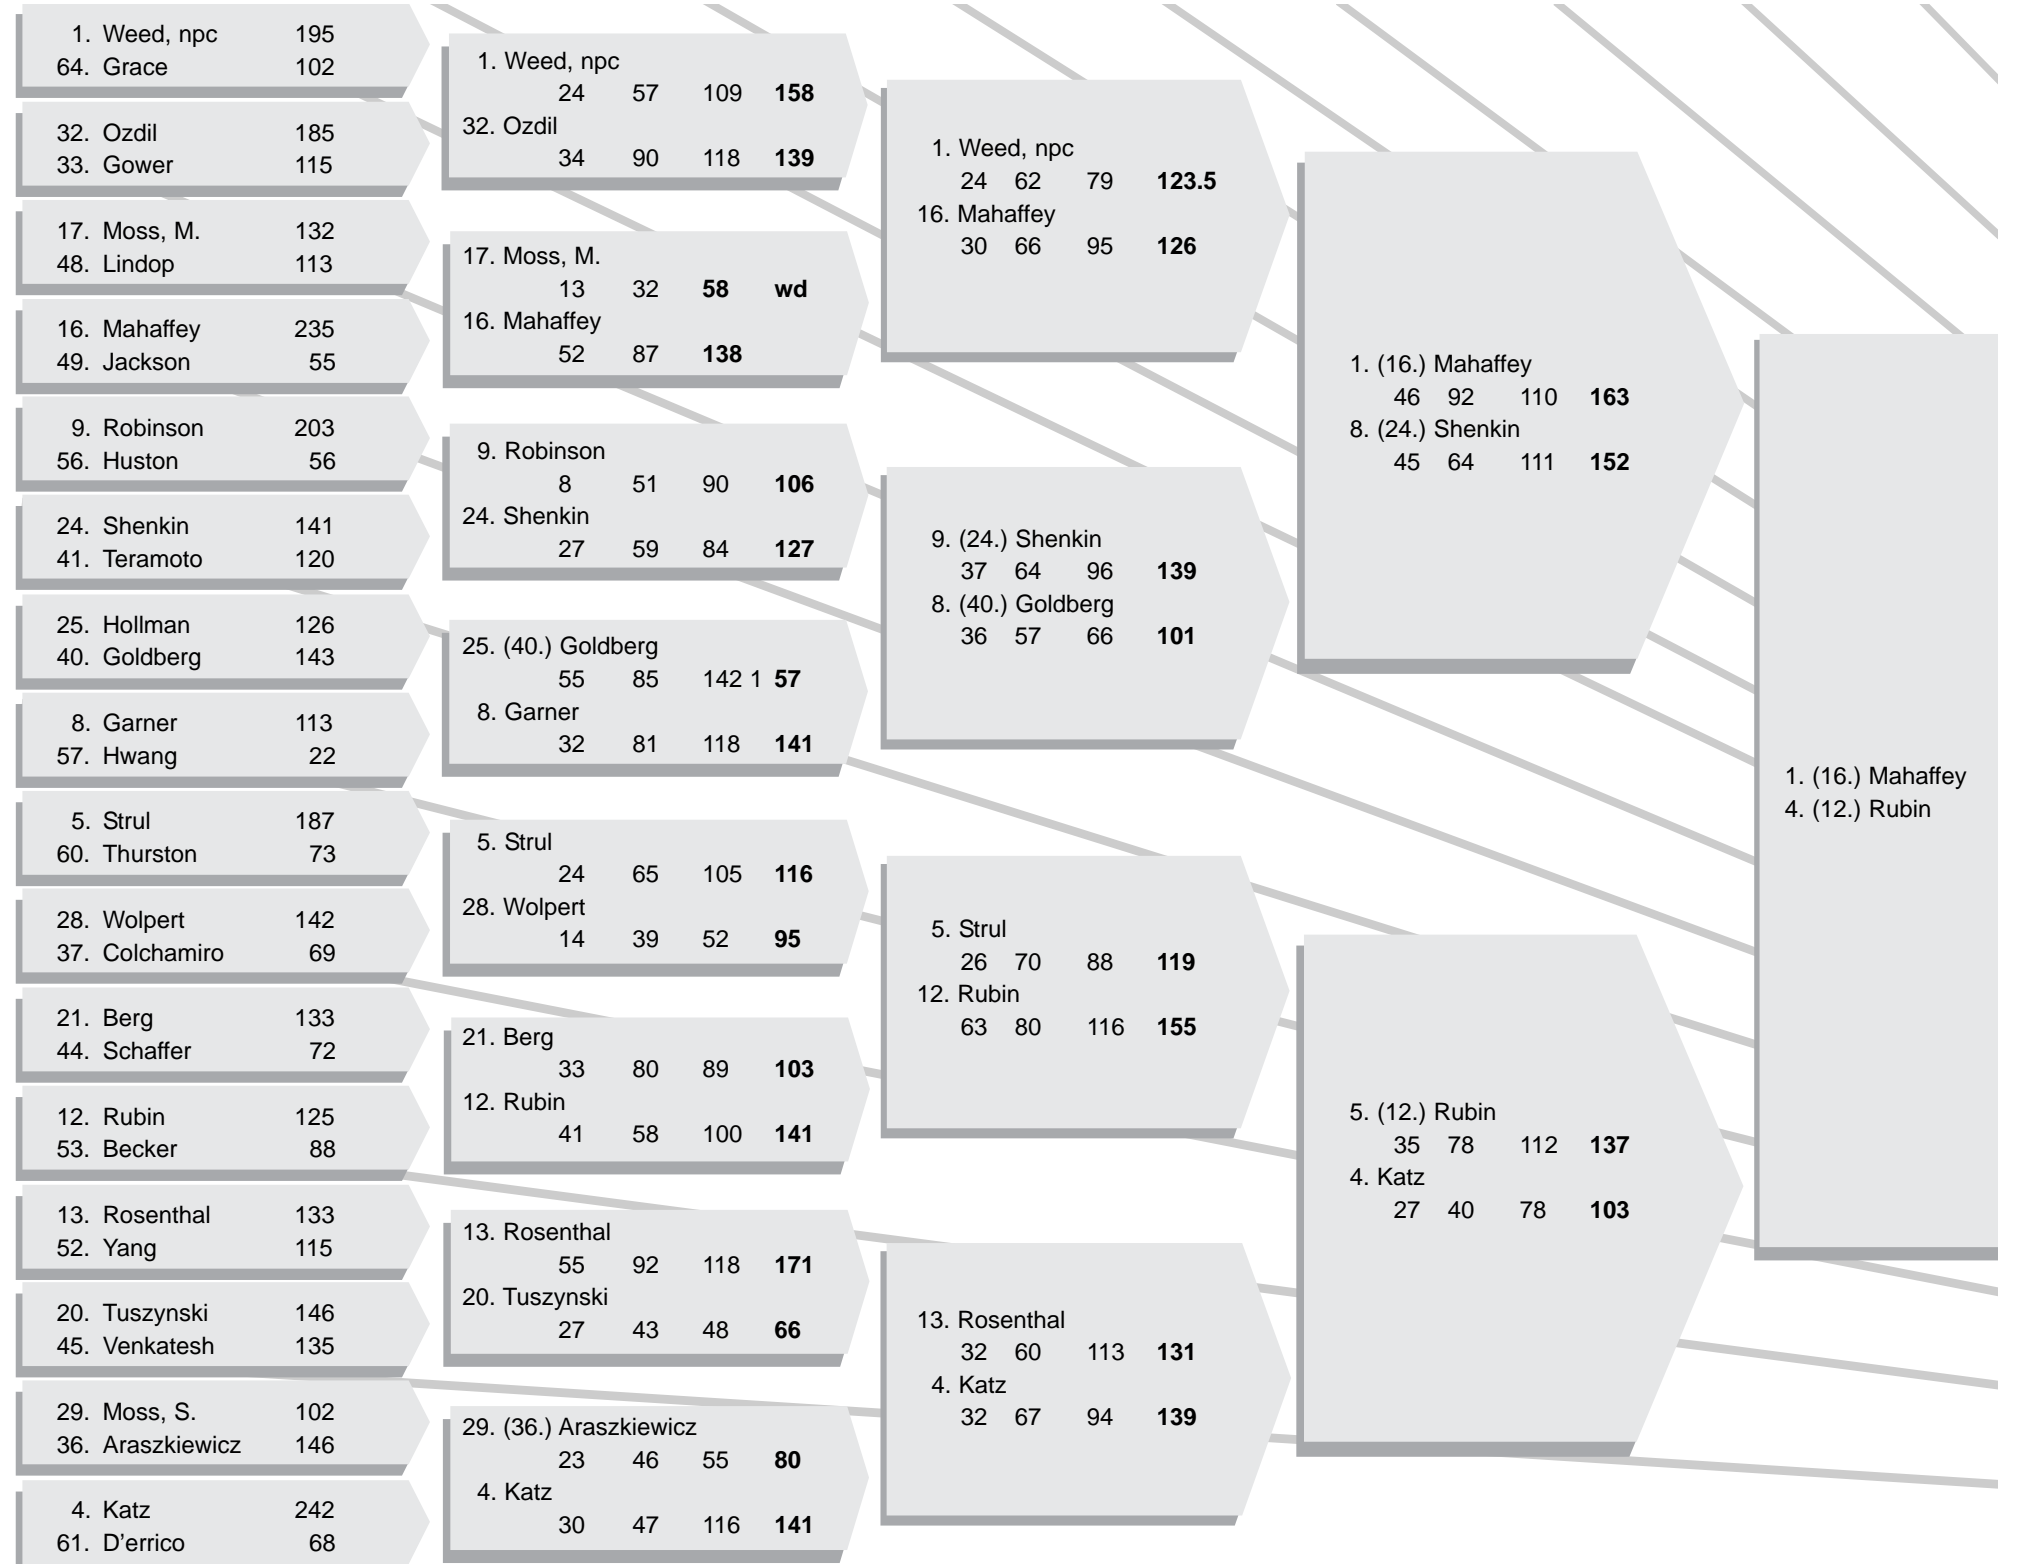 1. Weed, npc 195
64. Grace 102
32. Ozdil 185
33. Gower 115
17. Moss, M. 132
48. Lindop 113
16. Mahaffey 235
49. Jackson 55
9. Robinson 203
56. Huston 56
24. Shenkin 141
41. Teramoto 120
25. Hollman 126
40. Goldberg 143
8. Garner 113
57. Hwang 22
5. Strul 187
60. Thurston 73
28. Wolpert 142
37. Colchamiro 69
21. Berg 133
44. Schaffer 72
12. Rubin 125
53. Becker 88
13. Rosenthal 133
52. Yang 115
20. Tuszynski 146
45. Venkatesh 135
29. Moss, S. 102
36. Araszkiewicz 146
4. Katz 242
61. D’errico 68
1. Weed, npc
24 57 109 158
32. Ozdil
34 90 118 139
17. Moss, M.
13 32 58 wd
16. Mahaffey
52 87 138
9. Robinson
8 51 90 106
24. Shenkin
27 59 84 127
25. (40.) Goldberg
55 85 142 1 57
8. Garner
32 81 118 141
5. Strul
24 65 105 116
28. Wolpert
14 39 52 95
21. Berg
33 80 89 103
12. Rubin
41 58 100 141
13. Rosenthal
55 92 118 171
20. Tuszynski
27 43 48 66
29. (36.) Araszkiewicz
23 46 55 80
4. Katz
30 47 116 141
1. Weed, npc
24 62 79 123.5
16. Mahaffey
30 66 95 126
9. (24.) Shenkin
37 64 96 139
8. (40.) Goldberg
36 57 66 101
5. Strul
26 70 88 119
12. Rubin
63 80 116 155
13. Rosenthal
32 60 113 131
4. Katz
32 67 94 139
1. (16.) Mahaffey
46 92 110 163
8. (24.) Shenkin
45 64 111 152
5. (12.) Rubin
35 78 112 137
4. Katz
27 40 78 103
1. (16.) Mahaffey
4. (12.) Rubin